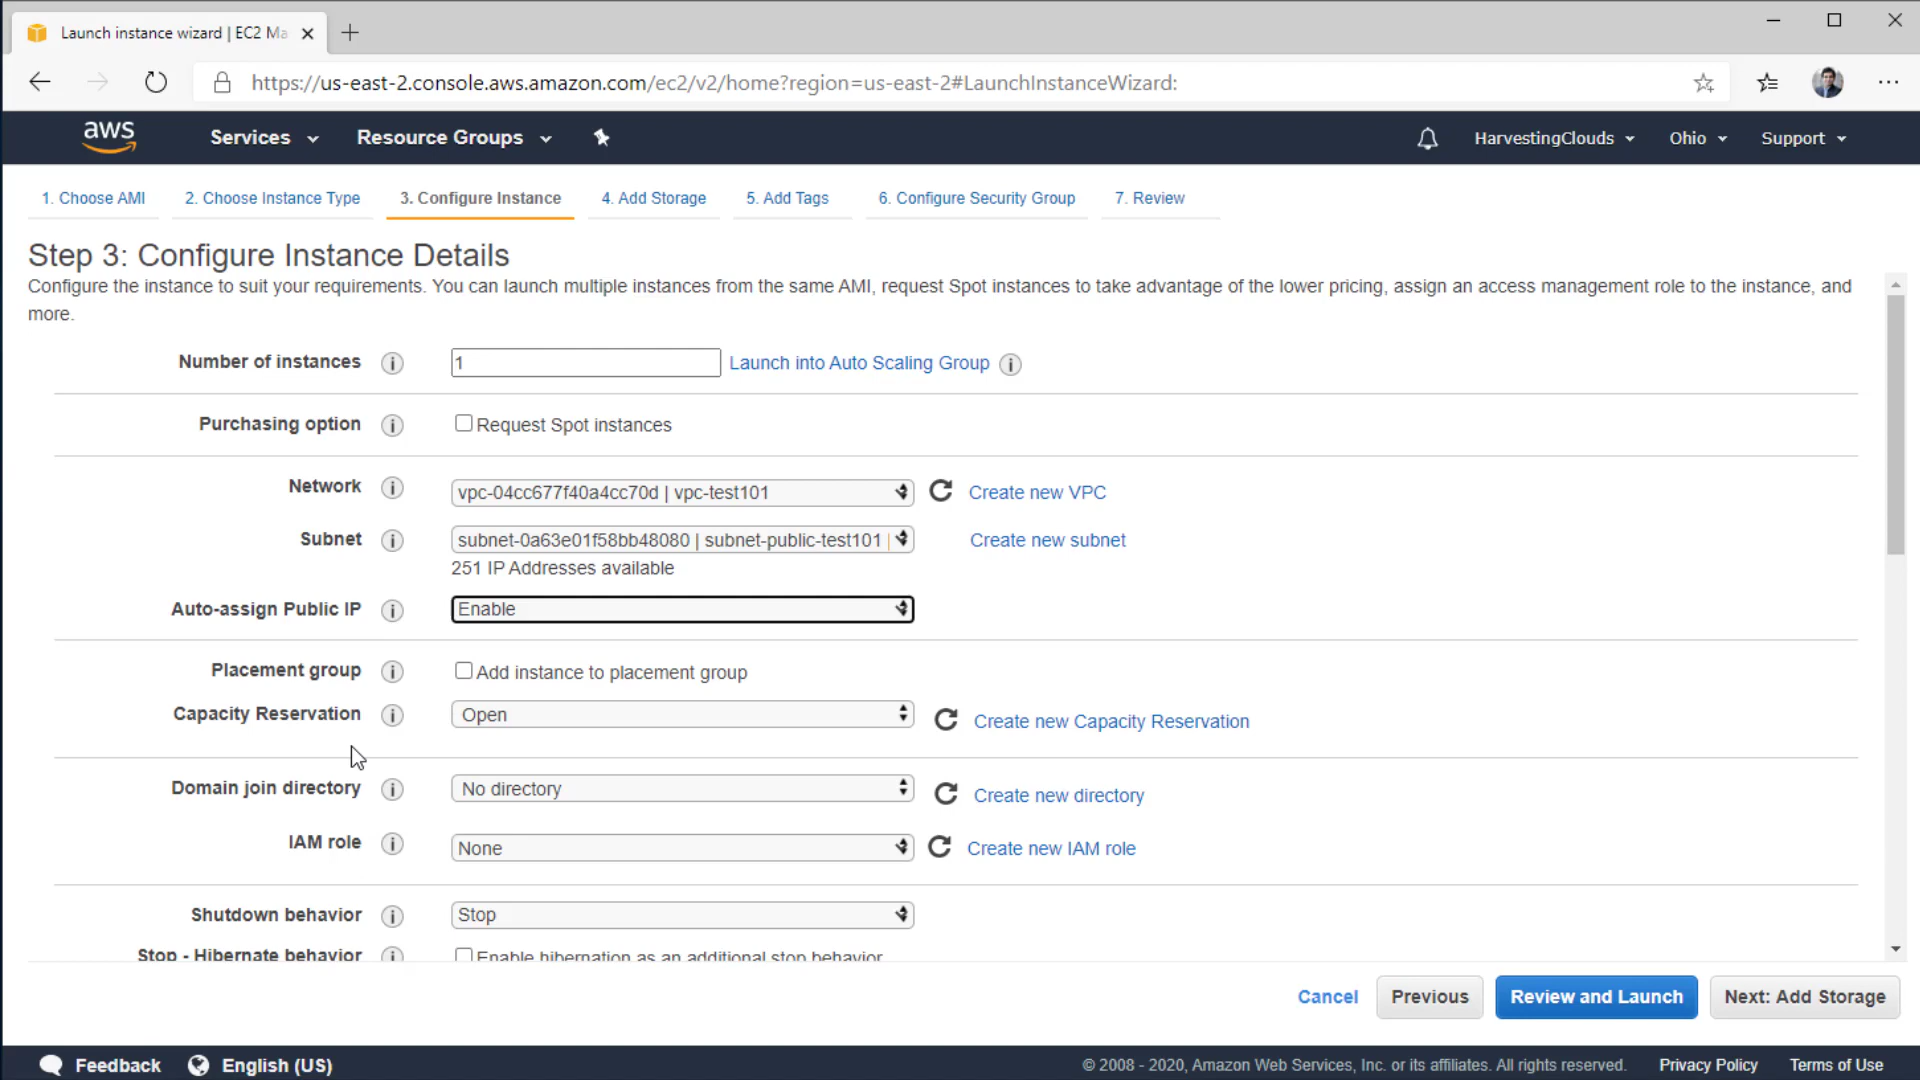 Launch instance wizard | EC2 Ma
https://us-east-2.console.aws.amazon.com/ec2/v2/home?region=us-east-2#LaunchInstanceWizard:
aws
Services
Resource Groups
HarvestingClouds
Ohio
Support
1. Choose AMI
2. Choose Instance Type
3. Configure Instance
4. Add Storage
5. Add Tags
6. Configure Security Group
7. Review
Step 3: Configure Instance Details
Configure the instance to suit your requirements. You can launch multiple instances from the same AMI, request Spot instances to take advantage of the lower pricing, assign an access management role to the instance, and
more.
Number of instances
1
Launch into Auto Scaling Group
Purchasing option
Request Spot instances
Network
vpc-04cc677f40a4cc70d | vpc-test101
Create new VPC
Subnet
subnet-0a63e01f58bb48080 | subnet-public-test101 |
Create new subnet
251 IP Addresses available
Auto-assign Public IP
Enable
Placement group
Add instance to placement group
Capacity Reservation
Open
Create new Capacity Reservation
Domain join directory
No directory
Create new directory
IAM role
None
Create new IAM role
Shutdown behavior
Stop
Stop - Hibernate behavior
Enable hibernation as an additional stop behavior
Cancel
Previous
Review and Launch
Next: Add Storage
Feedback
English (US)
© 2008 - 2020, Amazon Web Services, Inc. or its affiliates. All rights reserved.
Privacy Policy
Terms of Use